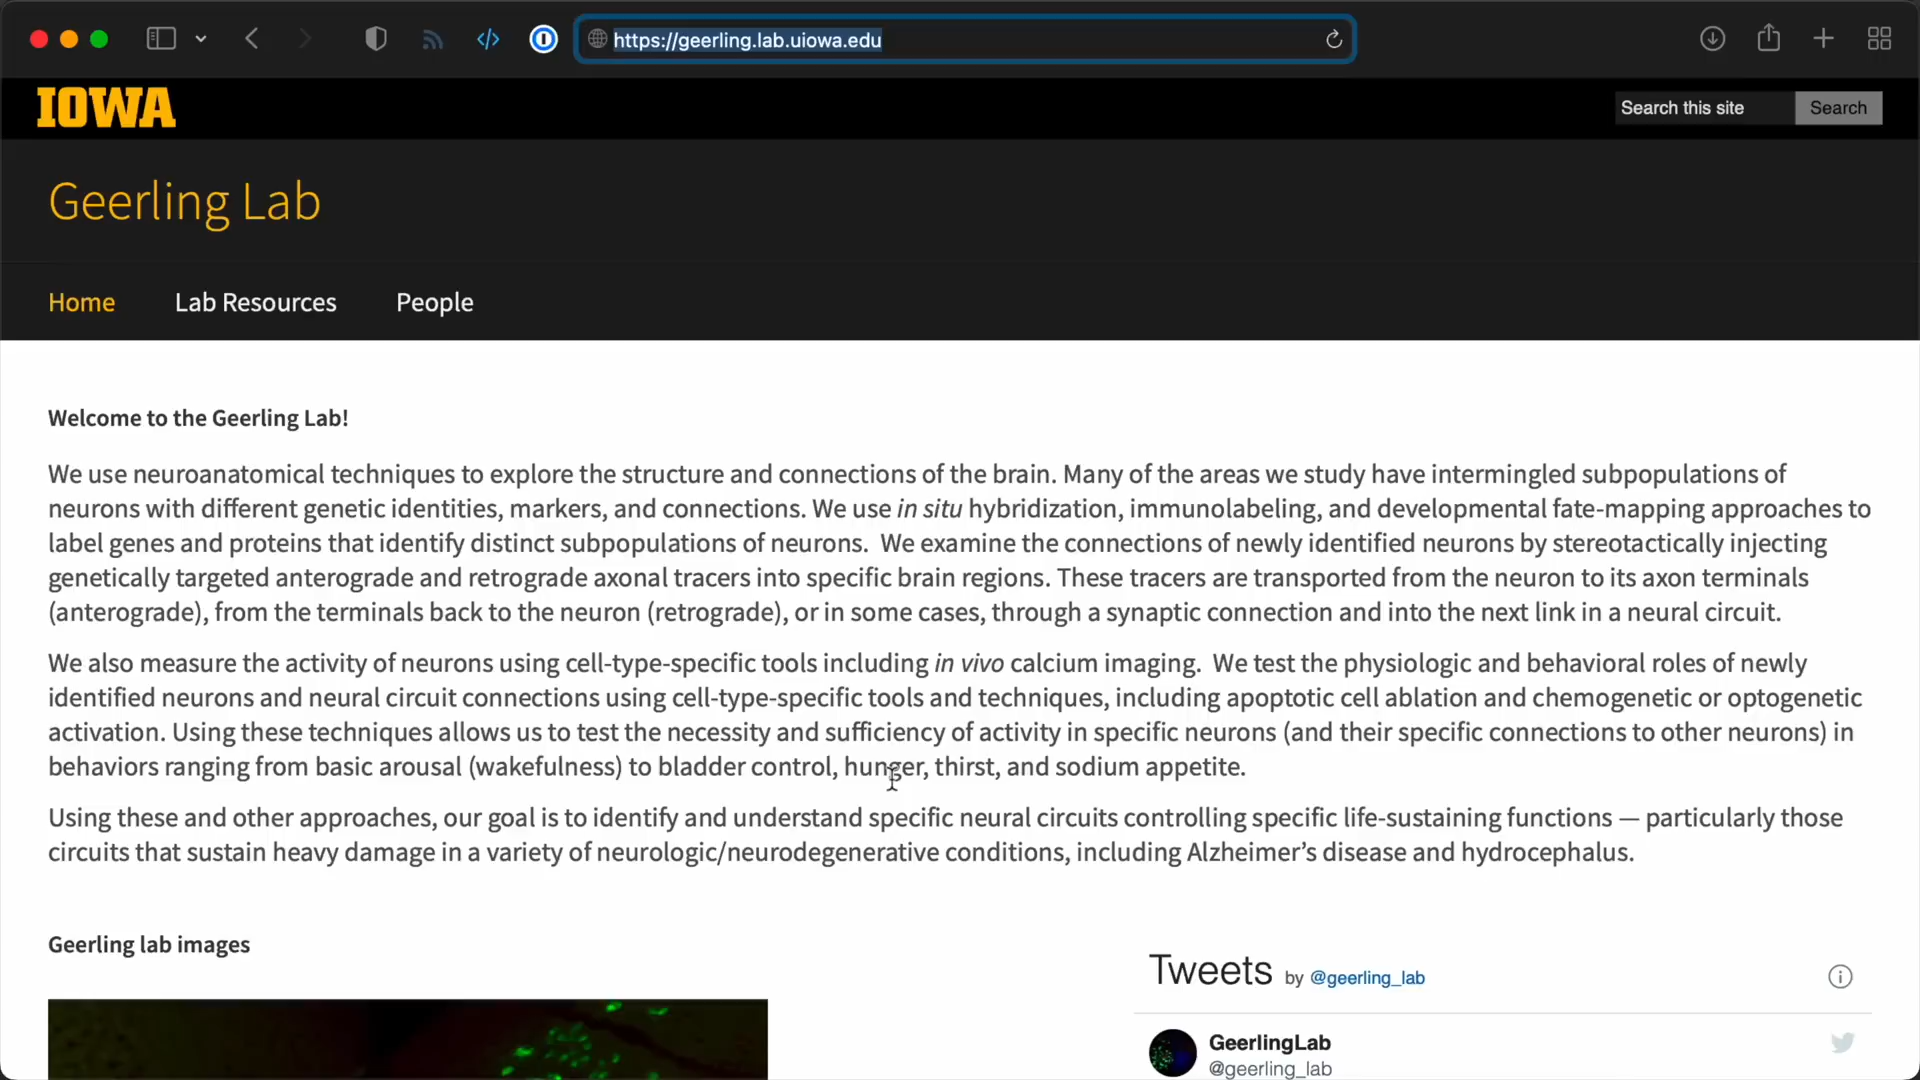 https://geerling.lab.uiowa.edu
IOWA
Search this site
Search
Geerling Lab
Home
Lab Resources
People
Welcome to the Geerling Lab!
We use neuroanatomical techniques to explore the structure and connections of the brain. Many of the areas we study have intermingled subpopulations of
neurons with different genetic identities, markers, and connections. We use in situ hybridization, immunolabeling, and developmental fate-mapping approaches to
label genes and proteins that identify distinct subpopulations of neurons.  We examine the connections of newly identified neurons by stereotactically injecting
genetically targeted anterograde and retrograde axonal tracers into specific brain regions. These tracers are transported from the neuron to its axon terminals
(anterograde), from the terminals back to the neuron (retrograde), or in some cases, through a synaptic connection and into the next link in a neural circuit.
We also measure the activity of neurons using cell-type-specific tools including in vivo calcium imaging.  We test the physiologic and behavioral roles of newly
identified neurons and neural circuit connections using cell-type-specific tools and techniques, including apoptotic cell ablation and chemogenetic or optogenetic
activation. Using these techniques allows us to test the necessity and sufficiency of activity in specific neurons (and their specific connections to other neurons) in
behaviors ranging from basic arousal (wakefulness) to bladder control, hunger, thirst, and sodium appetite.
Using these and other approaches, our goal is to identify and understand specific neural circuits controlling specific life-sustaining functions — particularly those
circuits that sustain heavy damage in a variety of neurologic/neurodegenerative conditions, including Alzheimer’s disease and hydrocephalus.
Geerling lab images
Tweets by @geerling_lab
GeerlingLab
@geerling_lab